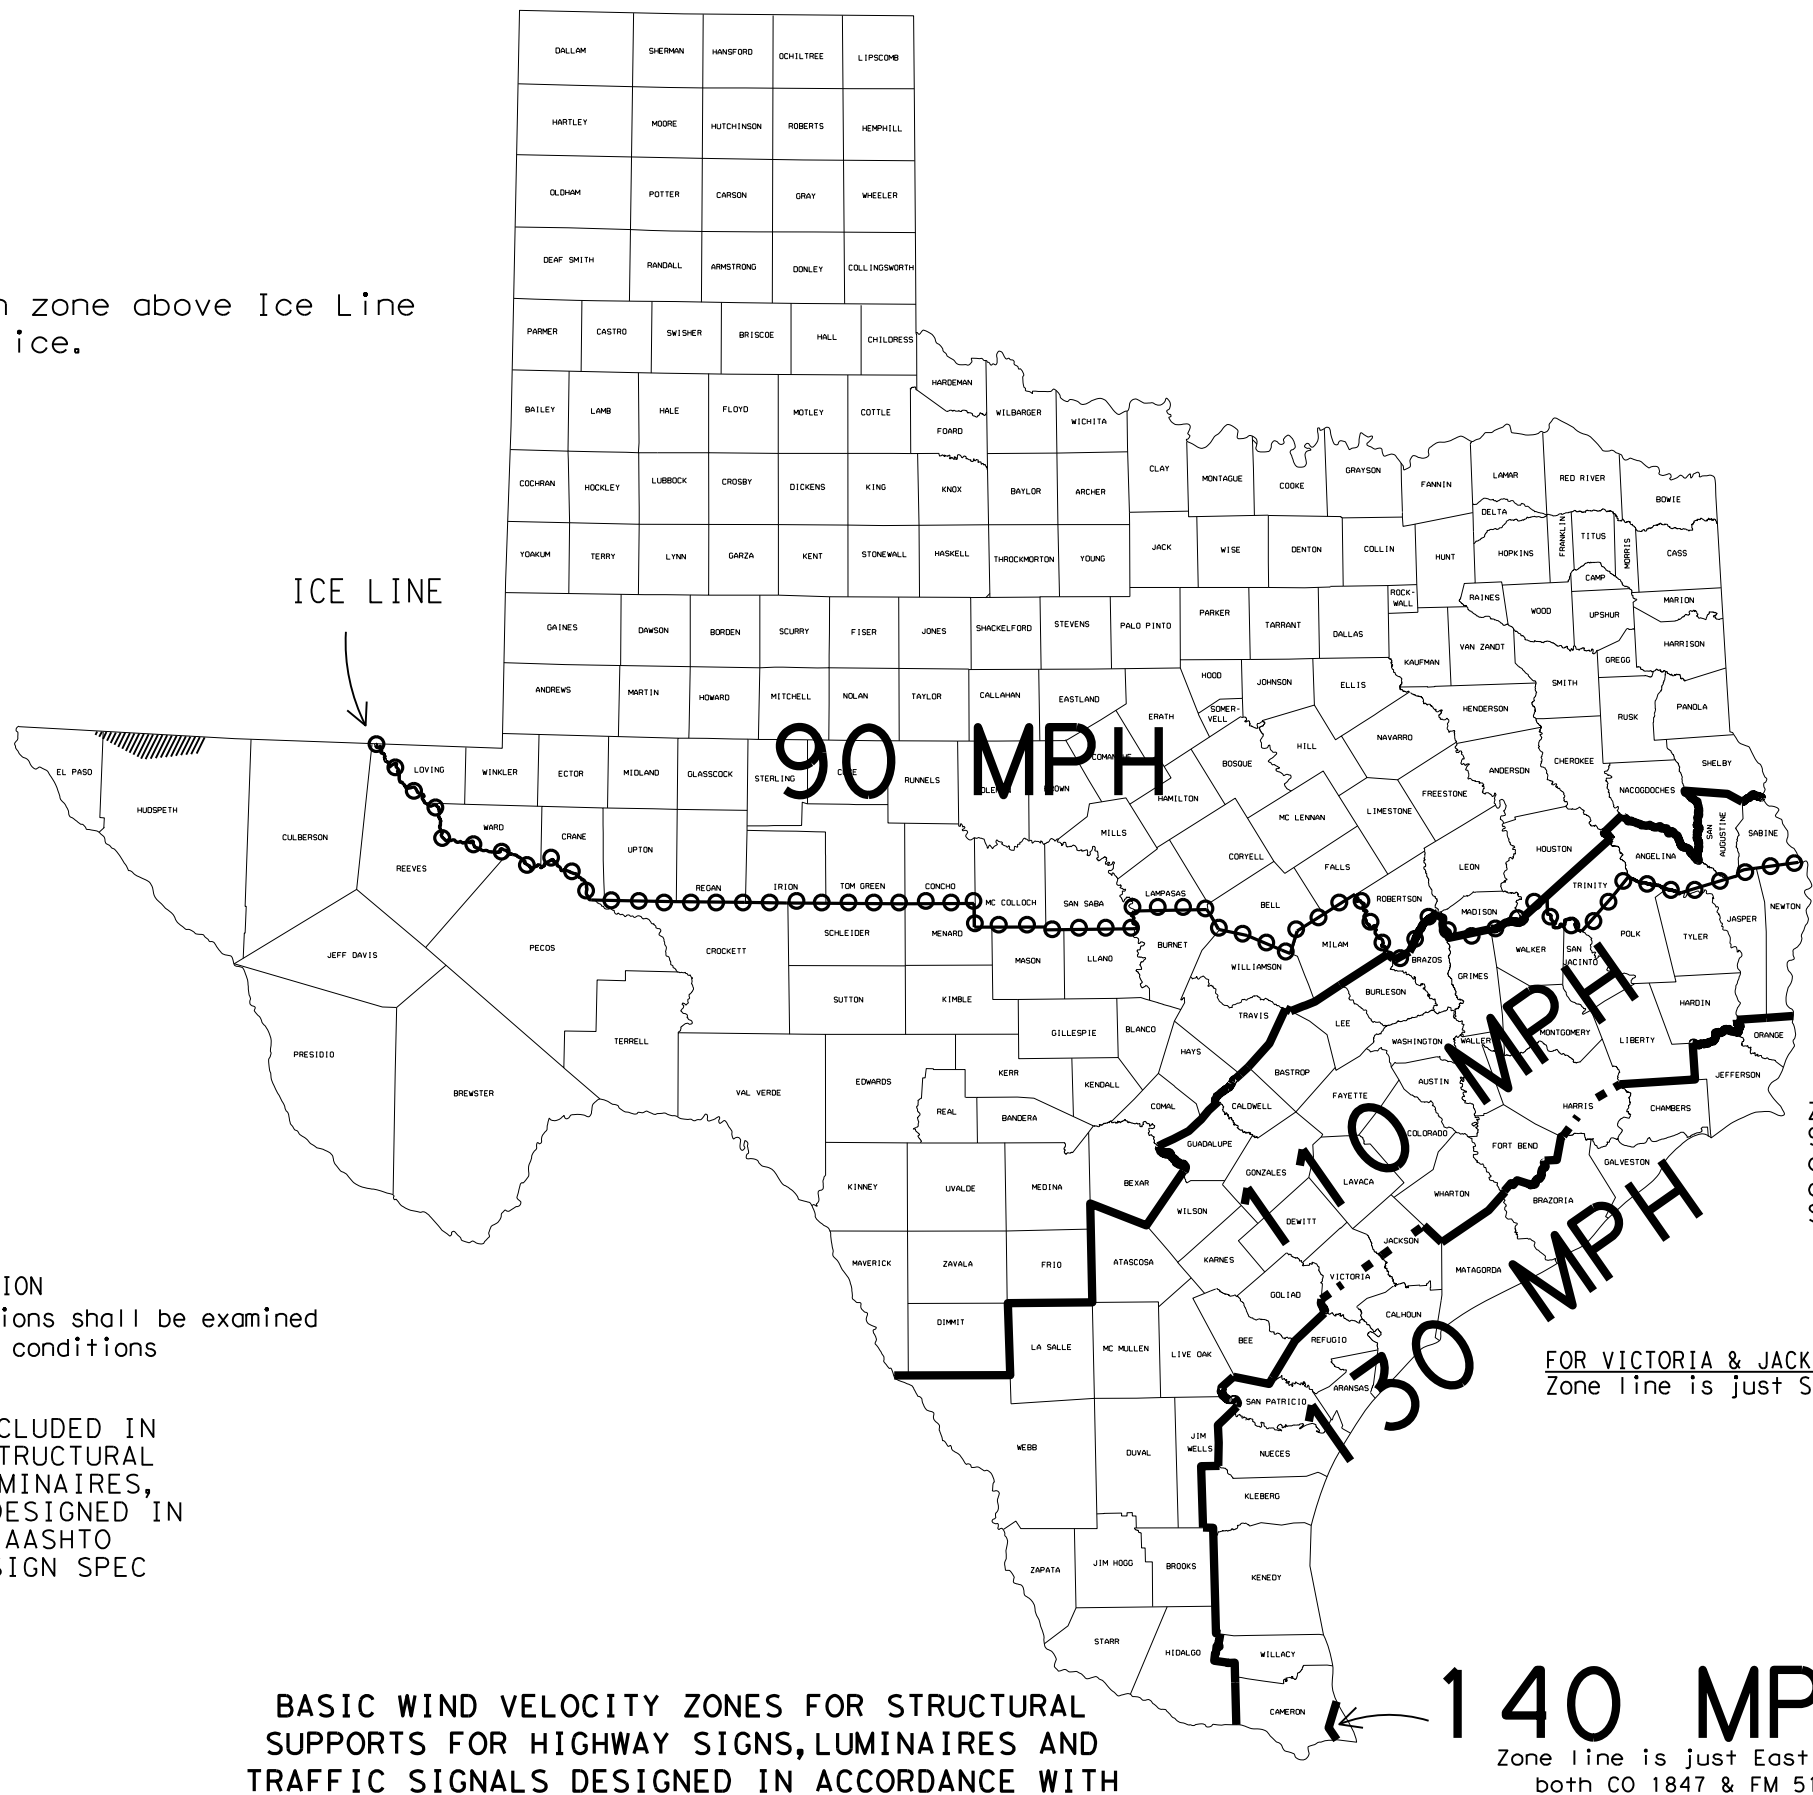 DALLAM
SHERMAN
HANSFORD
OCHILTREE
LIPSCOMB
HARTLEY
MOORE
HUTCHINSON
ROBERTS
HEMPHILL
OLDHAM
POTTER
CARSON
GRAY
WHEELER
DEAF SMITH
RANDALL
ARMSTRONG
DONLEY
COLLINGSWORTH
zone above Ice Line
ice.
PARMER
CASTRO
SWISHER
BRISCOE
HALL
CHILDRESS
HARDEMAN
BAILEY
LAMB
HALE
FLOYD
MOTLEY
COTTLE
FOARD
WILBARGER
WICHITA
COCHRAN
HOCKLEY
LUBBOCK
CROSBY
DICKENS
KING
KNOX
BAYLOR
ARCHER
CLAY
MONTAGUE
COOKE
GRAYSON
FANNIN
LAMAR
RED RIVER
BOWIE
DELTA
YOAKUM
TERRY
LYNN
GARZA
KENT
STONEWALL
HASKELL
THROCKMORTON
YOUNG
JACK
WISE
DENTON
COLLIN
HUNT
HOPKINS
FRANKLIN
TITUS
MORRIS
CASS
CAMP
ICE LINE
ROCK-
WALL
RAINES
WOOD
UPSHUR
MARION
GAINES
DAWSON
BORDEN
SCURRY
FISER
JONES
SHACKELFORD
STEVENS
PALO PINTO
PARKER
TARRANT
DALLAS
KAUFMAN
VAN ZANDT
GREGG
HARRISON
ANDREWS
MARTIN
HOWARD
MITCHELL
NOLAN
TAYLOR
CALLAHAN
EASTLAND
ERATH
HOOD
SOMER-
VELL
JOHNSON
ELLIS
HENDERSON
SMITH
RUSK
PANOLA
90 MPH
EL PASO
HUDSPETH
CULBERSON
REEVES
LOVING
WINKLER
ECTOR
MIDLAND
GLASSCOCK
STERLING
RUNNELS
HAMILTON
BOSQUE
HILL
NAVARRO
ANDERSON
CHEROKEE
SHELBY
NACOGDOCHES
WARD
CRANE
UPTON
REGAN
IRION
TOM GREEN
CONCHO
MC COLLOCH
SAN SABA
MILLS
LAMPASAS
CORYELL
MC LENNAN
LIMESTONE
FREESTONE
FALLS
LEON
HOUSTON
ANGELINA
SAN
AUGUSTINE
SABINE
TRINITY
BELL
ROBERTSON
MADISON
MILAM
BRAZOS
WALKER
SAN
JACINTO
POLK
TYLER
JASPER
NEWTON
JEFF DAVIS
PECOS
CROCKETT
SCHLEIDER
MENARD
MASON
LLANO
BURNET
WILLIAMSON
BURLESON
GRIMES
PRESIDIO
BREWSTER
TERRELL
SUTTON
KIMBLE
GILLESPIE
BLANCO
TRAVIS
LEE
WASHINGTON
WALLER
MONTGOMERY
LIBERTY
HARDIN
ORANGE
VAL VERDE
EDWARDS
REAL
KERR
KENDALL
BANDERA
HAYS
COMAL
CALDWELL
BASTROP
FAYETTE
AUSTIN
HARRIS
CHAMBERS
JEFFERSON
110 MPH
KINNEY
UVALDE
MEDINA
BEXAR
GUADALUPE
GONZALES
LAVACA
COLORADO
FORT BEND
GALVESTON
BRAZORIA
WHARTON
WILSON
DEWITT
JACKSON
MATAGORDA
MAVERICK
ZAVALA
FRIO
ATASCOSA
KARNES
GOLIAD
VICTORIA
CALHOUN
130 MPH
ION
ions shall be examined
conditions
DIMMIT
LA SALLE
MC MULLEN
LIVE OAK
BEE
REFUGIO
ARANSAS
SAN PATRICIO
FOR VICTORIA & JACK
Zone line is just S
CLUDED IN
TRUCTURAL
MINAIRES,
DESIGNED IN
AASHTO
SIGN SPEC
WEBB
DUVAL
JIM
WELLS
NUECES
KLEBERG
ZAPATA
JIM HOGG
BROOKS
KENEDY
STARR
HIDALGO
WILLACY
CAMERON
140 MP
Zone line is just East
both CO 1847 & FM 51
BASIC WIND VELOCITY ZONES FOR STRUCTURAL
SUPPORTS FOR HIGHWAY SIGNS, LUMINAIRES AND
TRAFFIC SIGNALS DESIGNED IN ACCORDANCE WITH